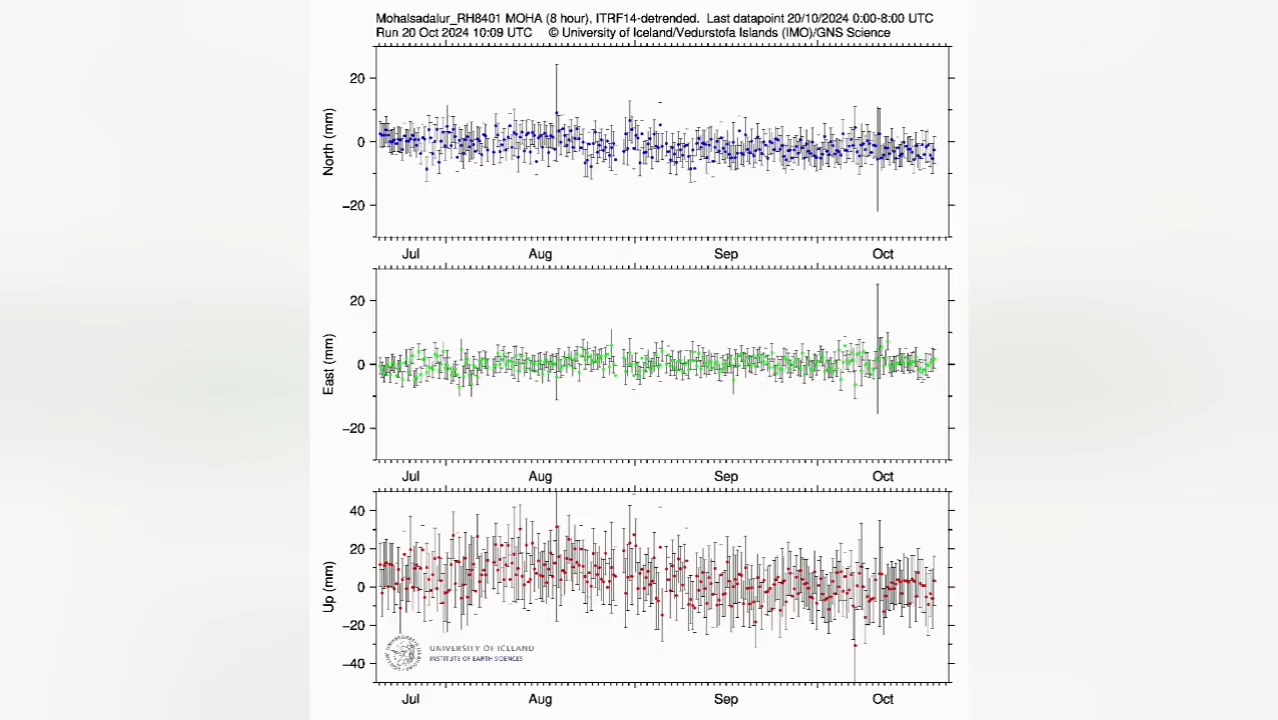 Mohalsadalur_RH8401 MOHA (8 hour), ITRF14-detrended. Last datapoint 20/10/2024 0:00-8:00 UTC
Run 20 Oct 2024 10:09 UTC © University of Iceland/Vedurstofa Islands (IMO)/GNS Science
North (mm)
20
0
−20
Jul Aug Sep Oct
East (mm)
20
0
−20
Jul Aug Sep Oct
Up (mm)
40
20
0
−20
−40
UNIVERSITY OF ICELAND
INSTITUTE OF EARTH SCIENCES
Jul Aug Sep Oct